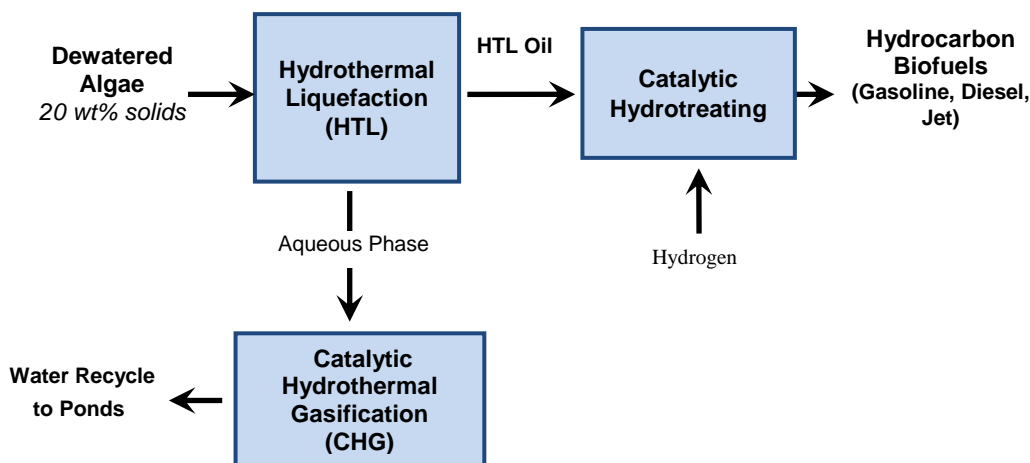 Dewatered
Algae
20 wt% solids
Hydrothermal
Liquefaction
(HTL)
HTL Oil
Catalytic
Hydrotreating
Hydrocarbon
Biofuels
(Gasoline, Diesel,
Jet)
Aqueous Phase
Hydrogen
Water Recycle
to Ponds
Catalytic
Hydrothermal
Gasification
(CHG)